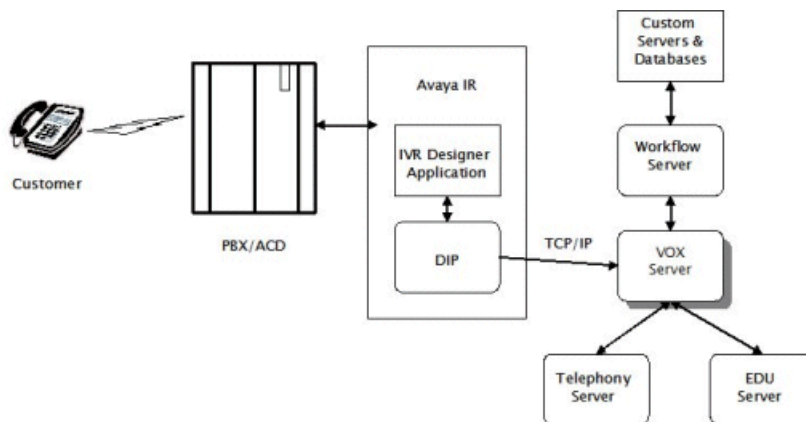 Custom
Servers &
Databases
Avaya IR
Workflow
Server
IVR Designer
Application
Customer
PBX/ACD
DIP
TCP/IP
VOX
Server
Telephony
Server
EDU
Server